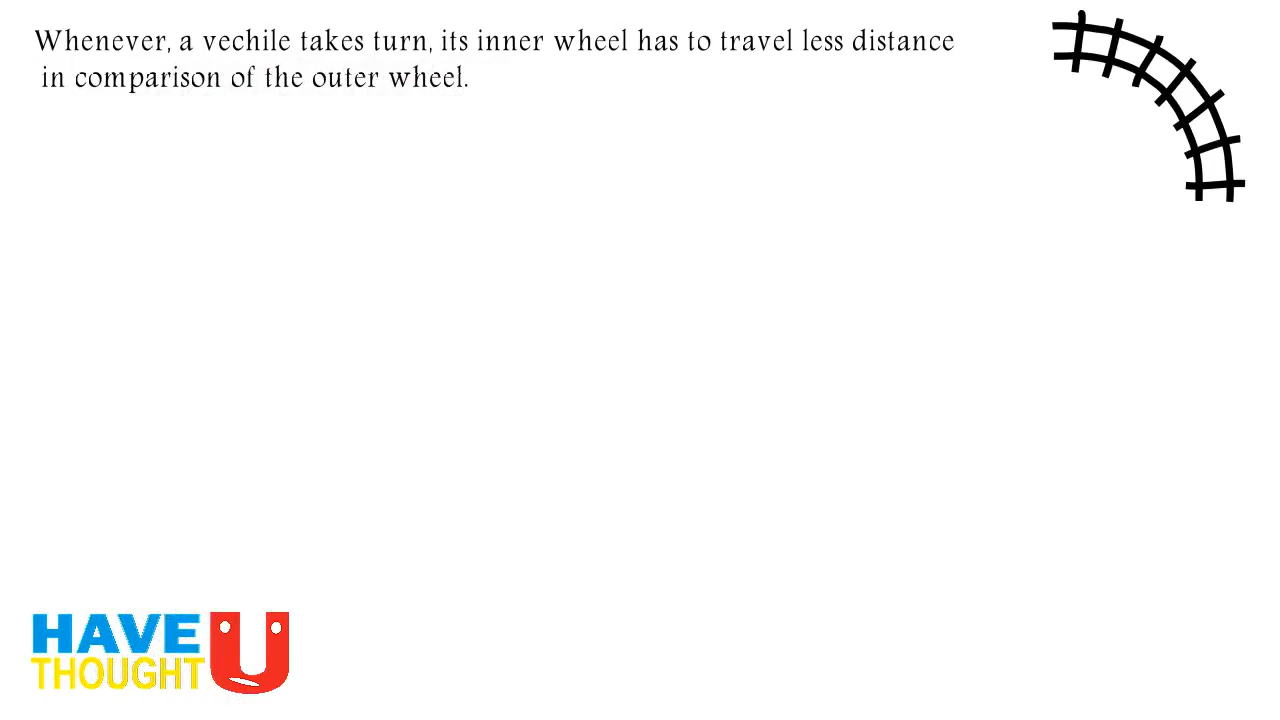 Whenever, a vechile takes turn, its inner wheel has to travel less distance
in comparison of the outer wheel.
HAVE
THOUGHT U